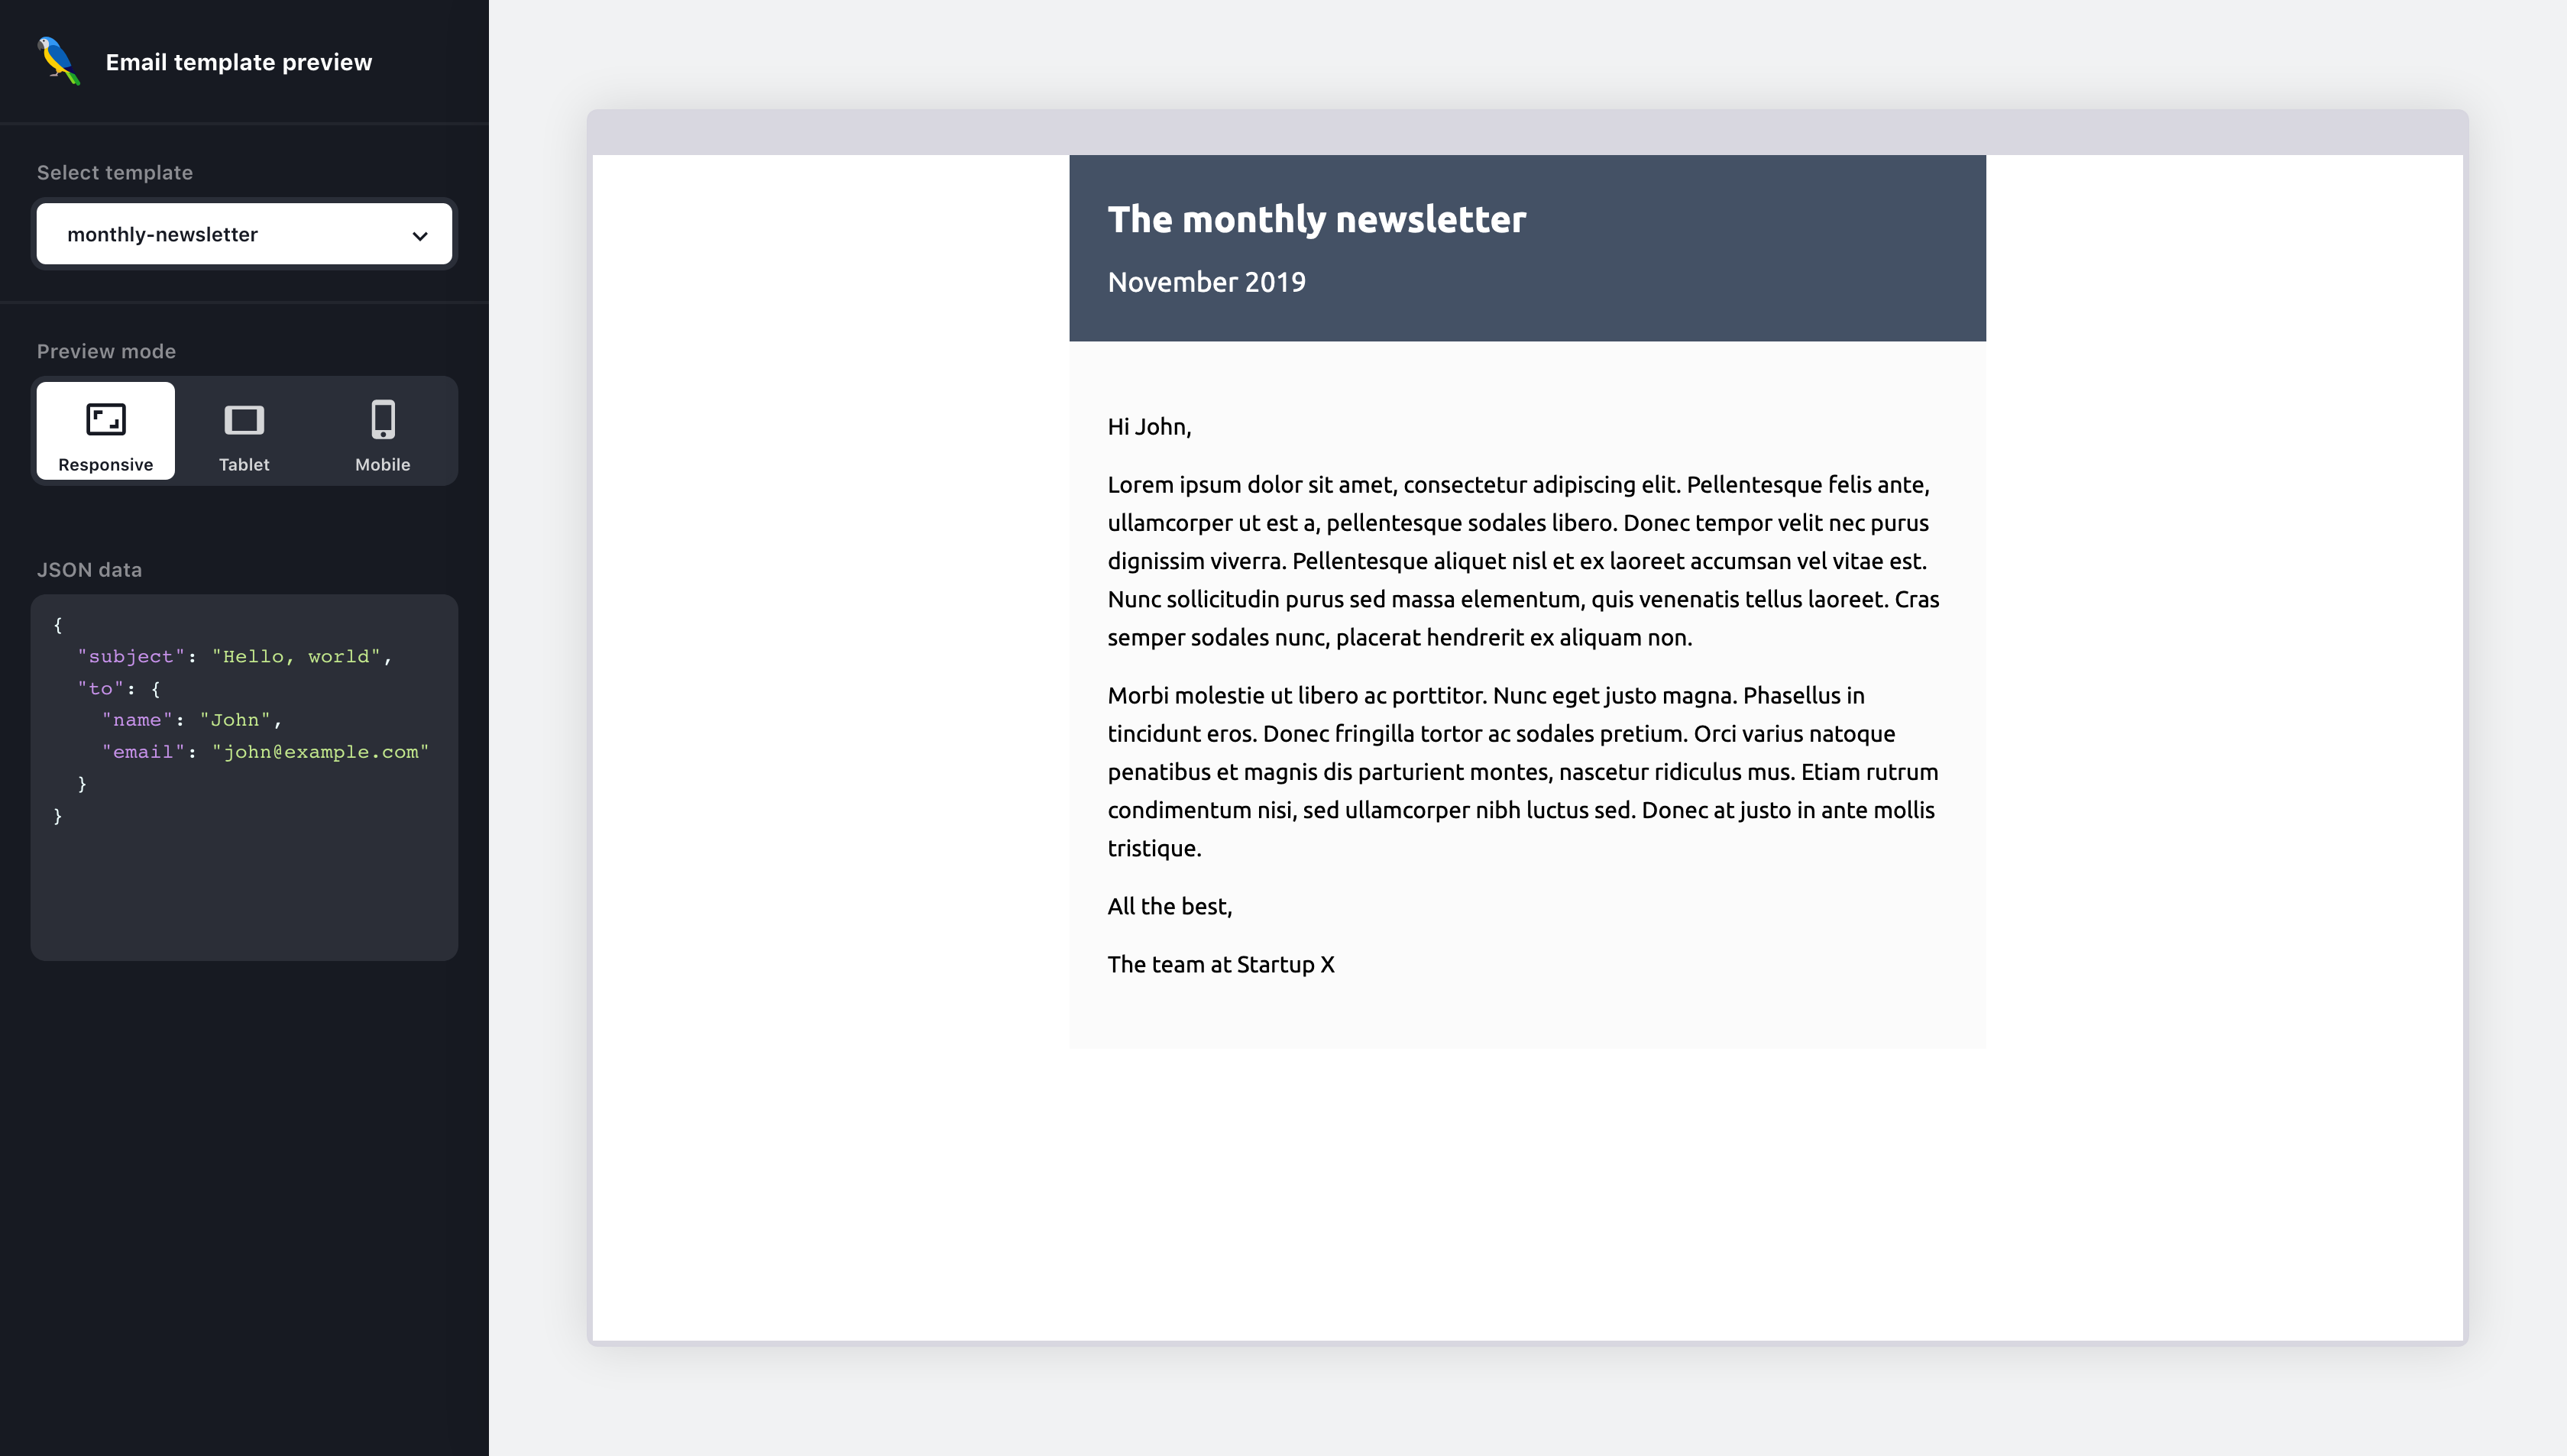 Email template preview
Select template
monthly-newsletter
Preview mode
Responsive
Tablet
Mobile
JSON data
{
  "subject": "Hello, world",
  "to": {
    "name": "John",
    "email": "john@example.com"
  }
}
The monthly newsletter
November 2019
Hi John,
Lorem ipsum dolor sit amet, consectetur adipiscing elit. Pellentesque felis ante,
ullamcorper ut est a, pellentesque sodales libero. Donec tempor velit nec purus
dignissim viverra. Pellentesque aliquet nisl et ex laoreet accumsan vel vitae est.
Nunc sollicitudin purus sed massa elementum, quis venenatis tellus laoreet. Cras
semper sodales nunc, placerat hendrerit ex aliquam non.
Morbi molestie ut libero ac porttitor. Nunc eget justo magna. Phasellus in
tincidunt eros. Donec fringilla tortor ac sodales pretium. Orci varius natoque
penatibus et magnis dis parturient montes, nascetur ridiculus mus. Etiam rutrum
condimentum nisi, sed ullamcorper nibh luctus sed. Donec at justo in ante mollis
tristique.
All the best,
The team at Startup X